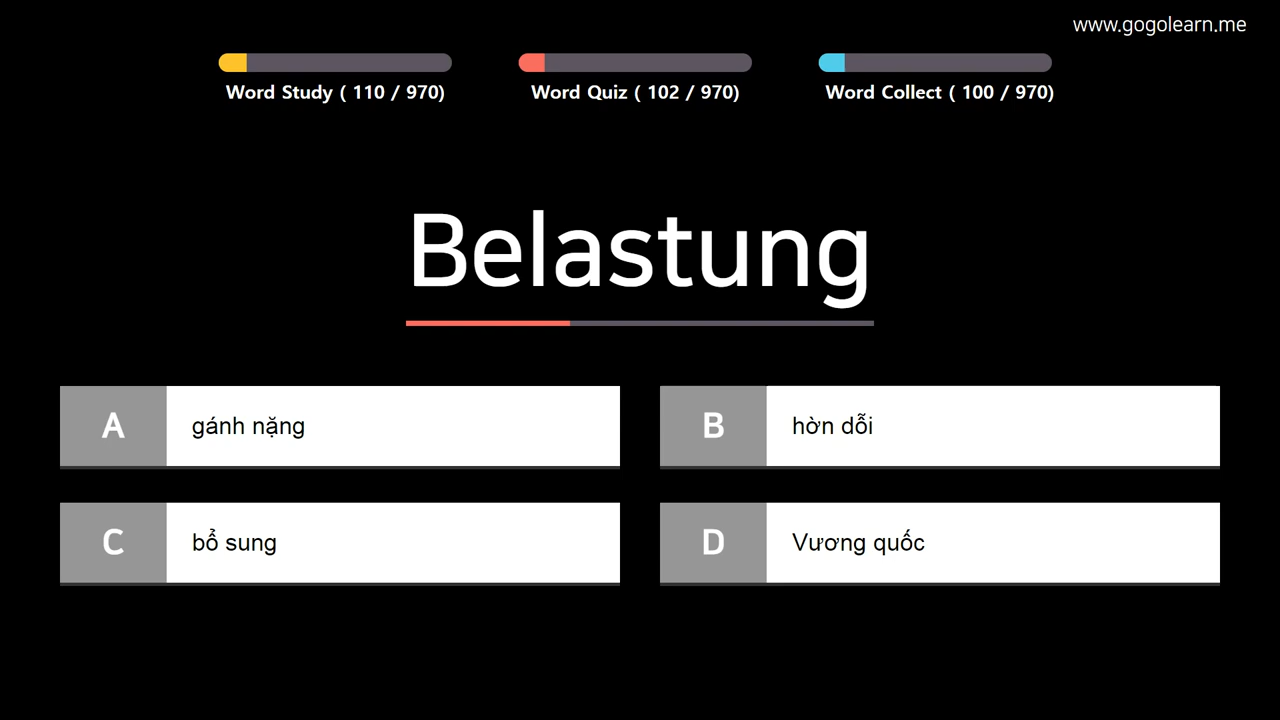 www.gogolearn.me
Word Study ( 110 / 970)
Word Quiz ( 102 / 970)
Word Collect ( 100 / 970)
Belastung
A
gánh nặng
B
hờn dỗi
C
bổ sung
D
Vương quốc